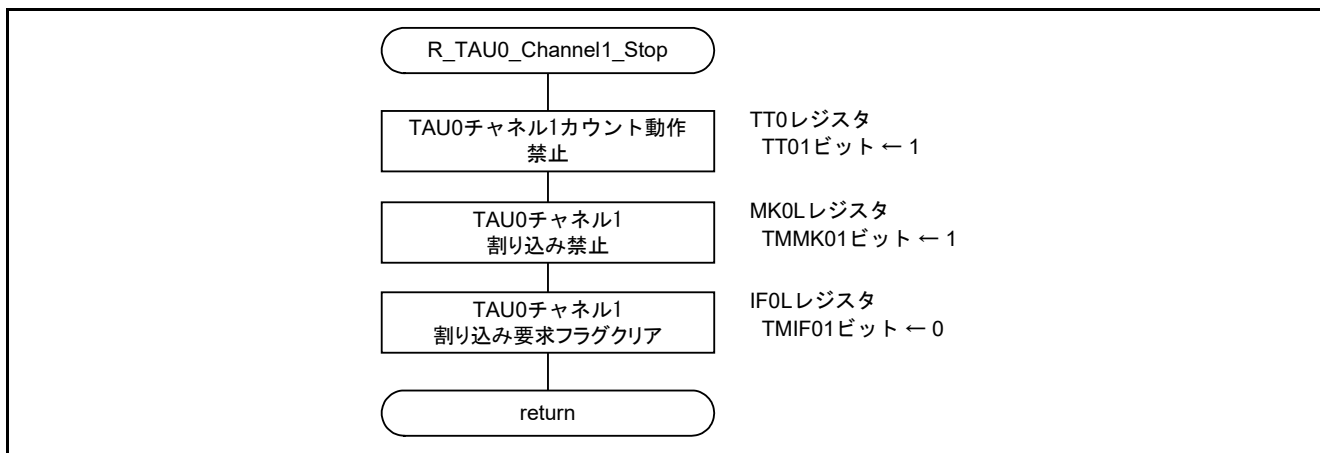 R_TAU0_Channel1_Stop
TAU0チャネル1カウント動作
禁止
TT0レジスタ
TT01ビット ← 1
TAU0チャネル1
割り込み禁止
MK0Lレジスタ
TMMK01ビット ← 1
TAU0チャネル1
割り込み要求フラグクリア
IF0Lレジスタ
TMIF01ビット ← 0
return